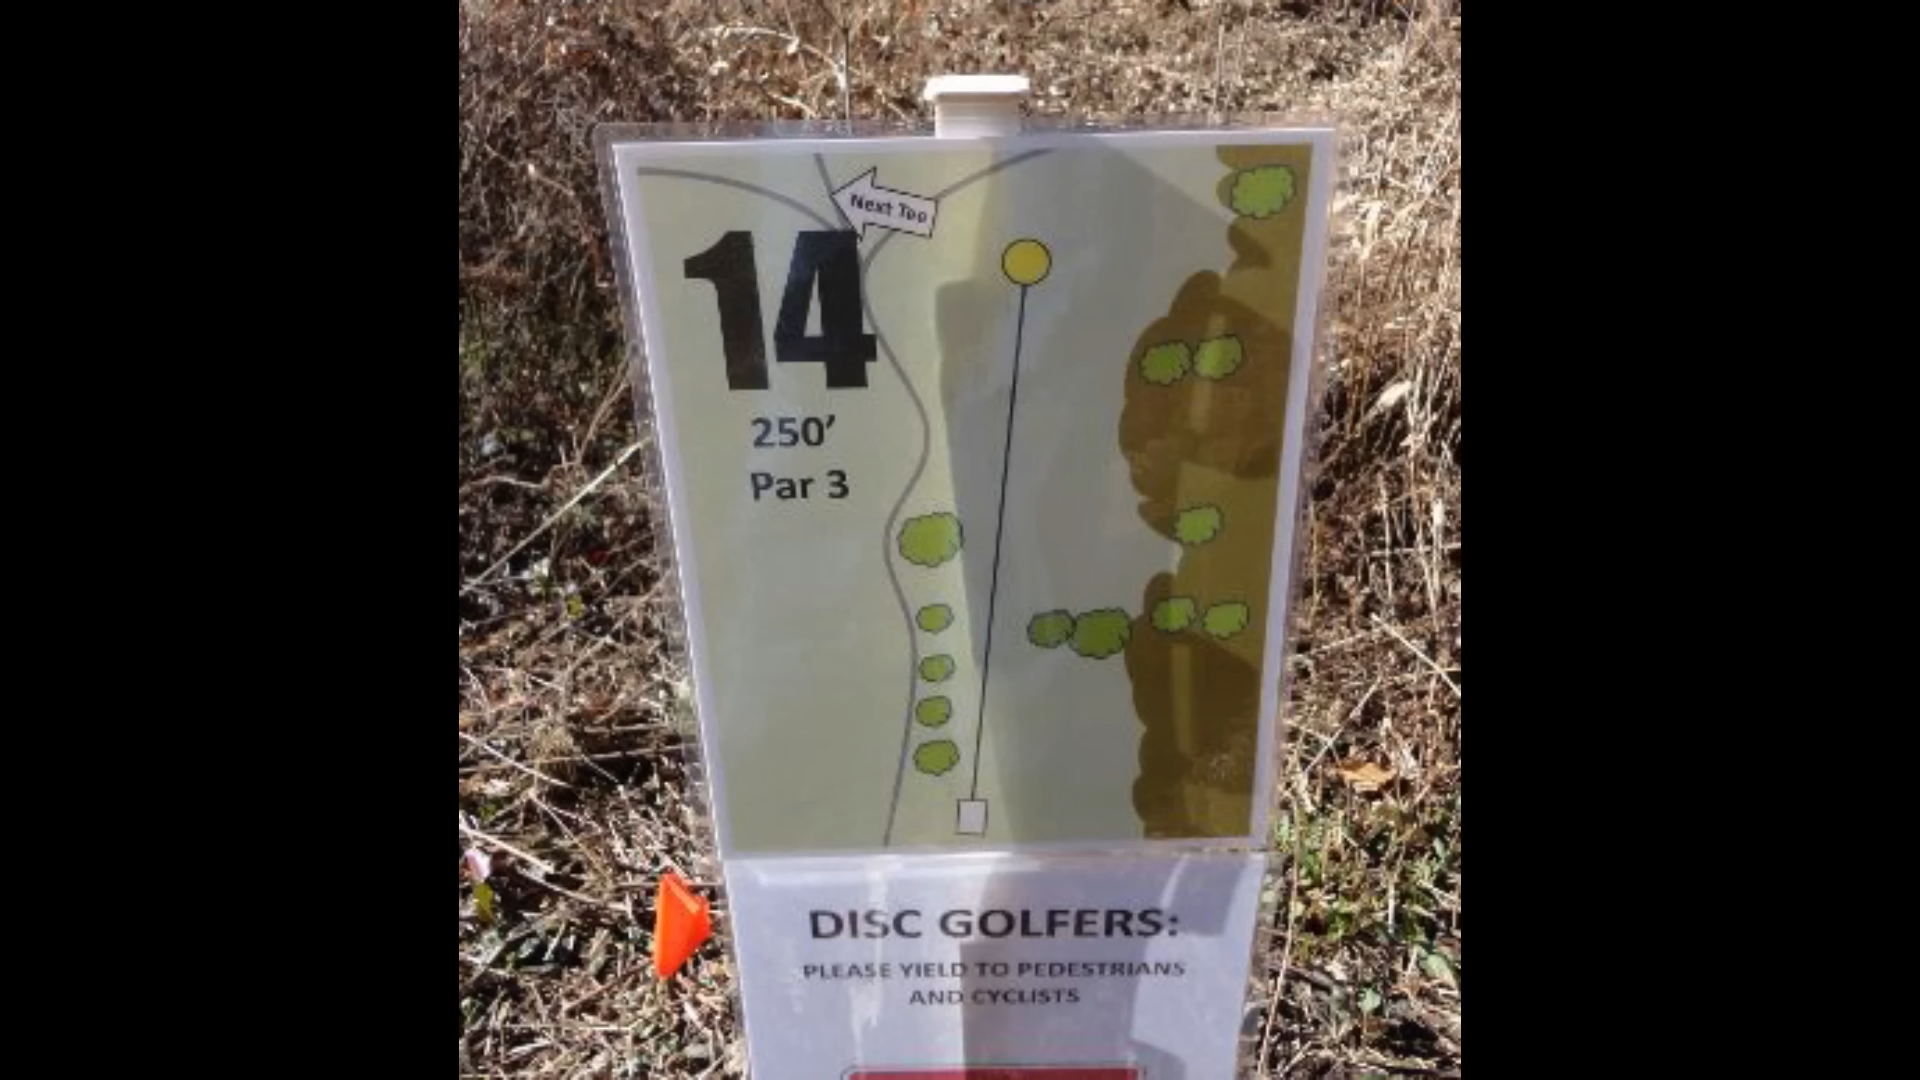 Next Tee
14
250’
Par 3
DISC GOLFERS:
PLEASE YIELD TO PEDESTRIANS
AND CYCLISTS